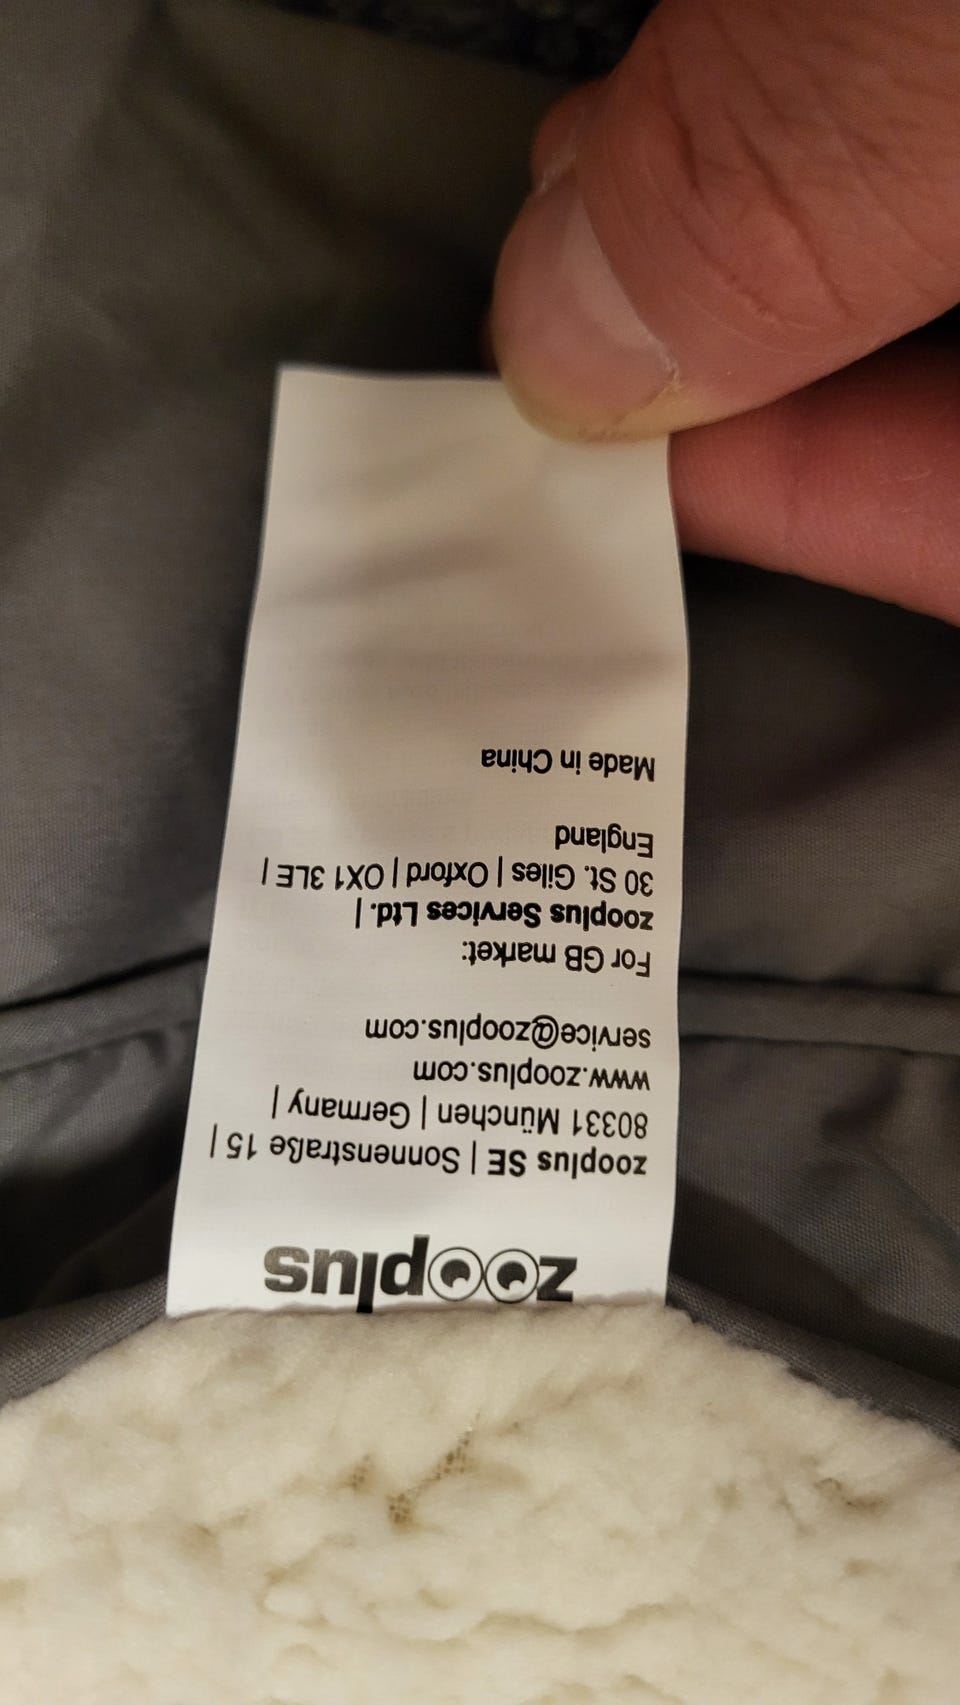 zooplus
zooplus SE | Sonnenstraße 15 |
80331 München | Germany |
www.zooplus.com
service@zooplus.com
For GB market:
zooplus Services Ltd. |
30 St. Giles | Oxford | OX1 3LE |
England
Made in China